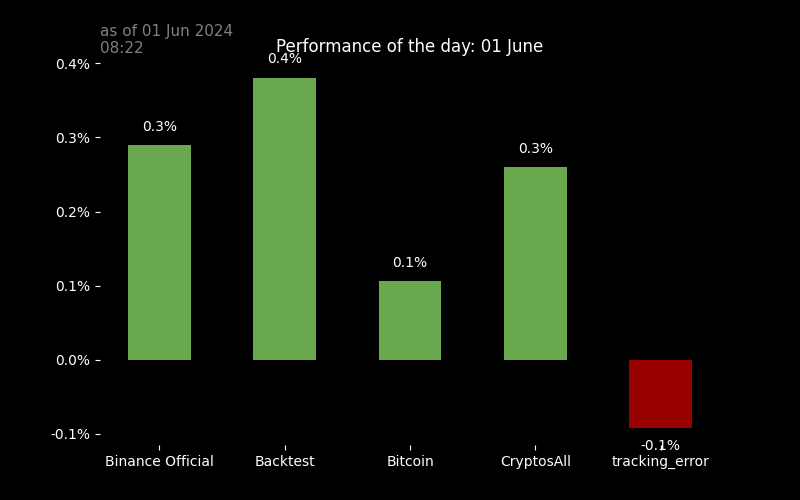 as of 01 Jun 2024
08:22
Performance of the day: 01 June
0.4%
0.3%
0.2%
0.1%
0.0%
-0.1%
0.3%
0.4%
0.1%
0.3%
-0.1%
Binance Official
Backtest
Bitcoin
CryptosAll
tracking_error